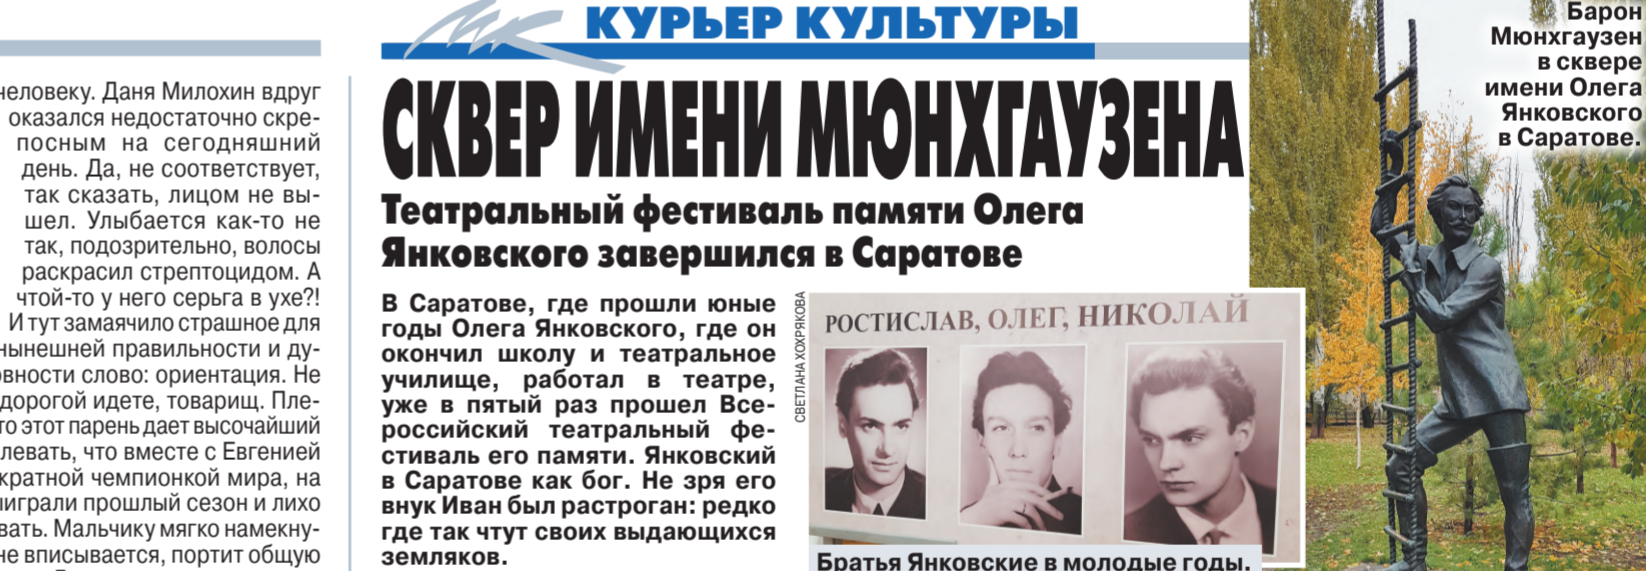 человеку. Даня Милохин вдруг
оказался недостаточно скре-
посным на сегодняшний
день. Да, не соответствует,
так сказать, лицом не вы-
шел. Улыбается как-то не
так, подозрительно, волосы
раскрасил стрептоцидом. А
чтой-то у него серьга в ухе?!
И тут замаячило страшное для
нынешней правильности и ду-
овности слово: ориентация. Не
дорогой идете, товарищ. Пле-
то этот парень дает высочайший
левать, что вместе с Евгенией
кратной чемпионкой мира, на
играли прошлый сезон и лихо
вать. Мальчику мягко намекну-
не вписывается, портит общую
МК КУРЬЕР КУЛЬТУРЫ
СКВЕР ИМЕНИ МЮНХГАУЗЕНА
Театральный фестиваль памяти Олега
Янковского завершился в Саратове
В Саратове, где прошли юные
годы Олега Янковского, где он
окончил школу и театральное
училище, работал в театре,
уже в пятый раз прошел Все-
российский театральный фе-
стиваль его памяти. Янковский
в Саратове как бог. Не зря его
внук Иван был растроган: редко
где так чтут своих выдающихся
земляков.
СВЕТЛАНА ХОХРЯКОВА
РОСТИСЛАВ, ОЛЕГ, НИКОЛАЙ
Братья Янковские в молодые годы.
Барон
Мюнхгаузен
в сквере
имени Олега
Янковского
в Саратове.